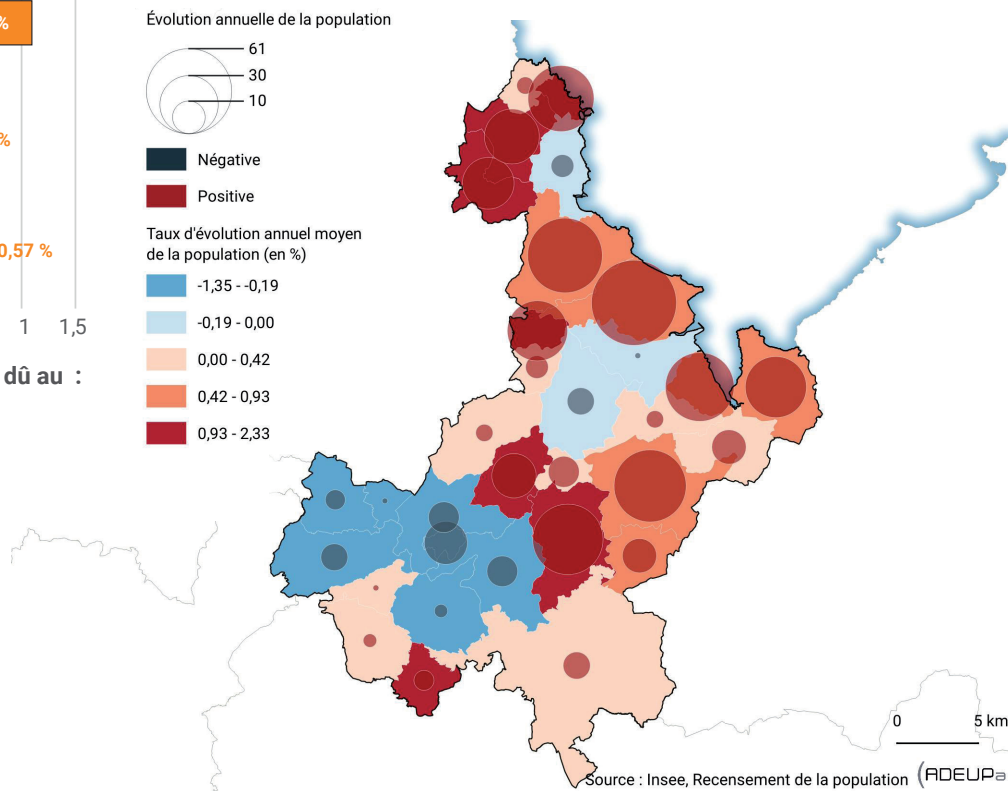 %
%
0,57 %
1
1,5
dû au :
Évolution annuelle de la population
61
30
10
Négative
Positive
Taux d'évolution annuel moyen
de la population (en %)
-1,35 - -0,19
-0,19 - 0,00
0,00 - 0,42
0,42 - 0,93
0,93 - 2,33
0
5 km
Source : Insee, Recensement de la population
ADEUPa